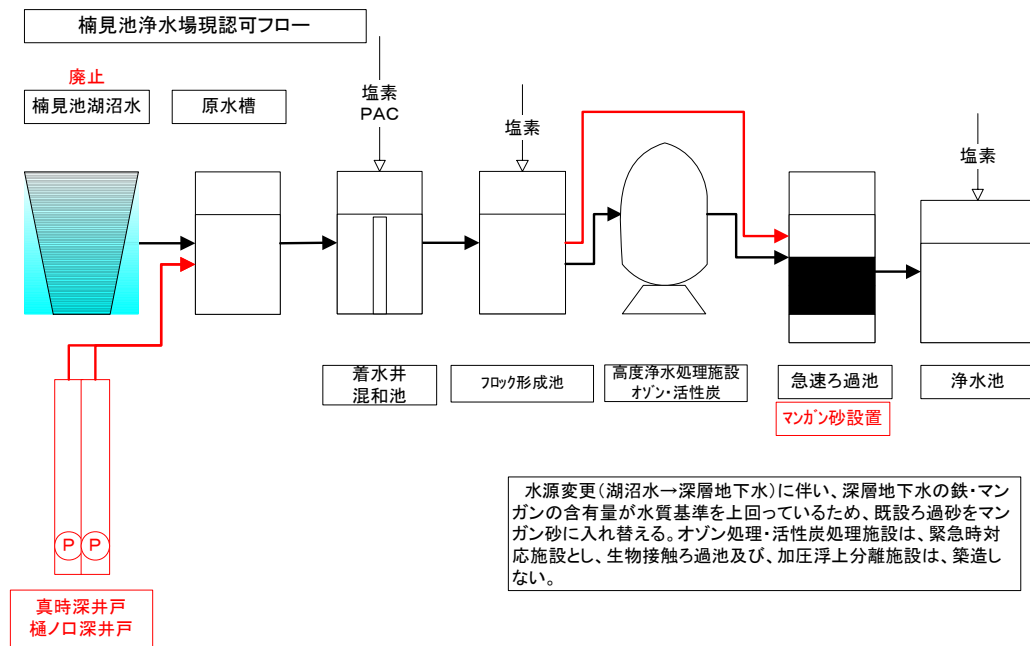 楠見池浄水場現認可フロー
廃止
楠見池湖沼水
原水槽
塩素
PAC
塩素
塩素
着水井
混和池
フロック形成池
高度浄水処理施設
オゾン・活性炭
急速ろ過池
マンガン砂設置
浄水池
P
P
真時深井戸
樋ノ口深井戸
水源変更(湖沼水→深層地下水)に伴い、深層地下水の鉄・マン
ガンの含有量が水質基準を上回っているため、既設ろ過砂をマン
ガン砂に入れ替える。オゾン処理・活性炭処理施設は、緊急時対
応施設とし、生物接触ろ過池及び、加圧浮上分離施設は、築造し
ない。